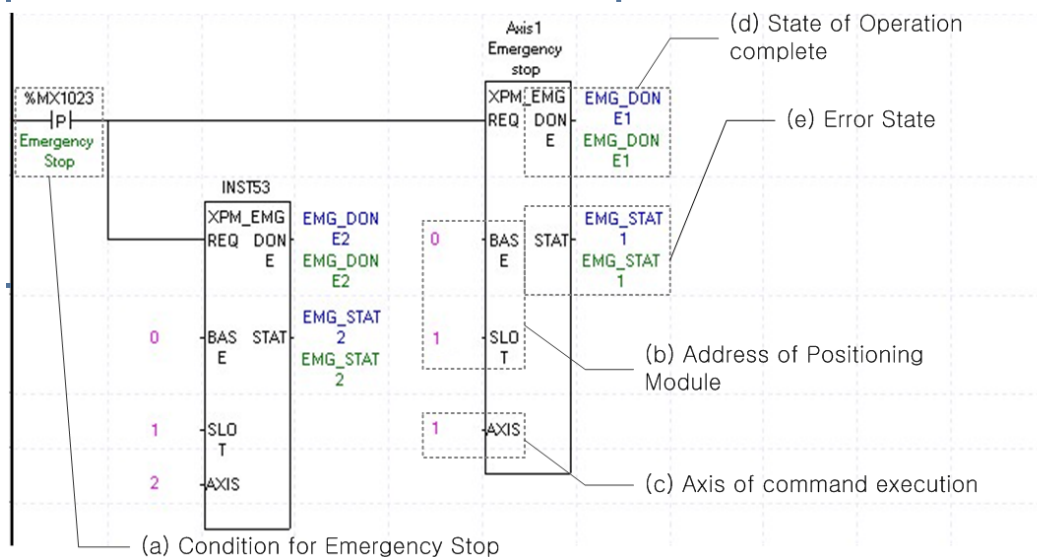 (d) State of Operation
complete
Axis1
Emergency
stop
%MX1023
P
Emergency
Stop
XPM_EMG
REQ DON
E
EMG_DON
E1
EMG_DON
E1
(e) Error State
INST53
XPM_EMG
REQ DON
E
EMG_DON
E2
EMG_DON
E2
0
BAS
E
STAT
EMG_STAT
1
EMG_STAT
1
0
BAS
E
STAT
EMG_STAT
2
EMG_STAT
2
1
SLO
T
(b) Address of Positioning
Module
1
SLO
T
1
AXIS
2
AXIS
(c) Axis of command execution
(a) Condition for Emergency Stop